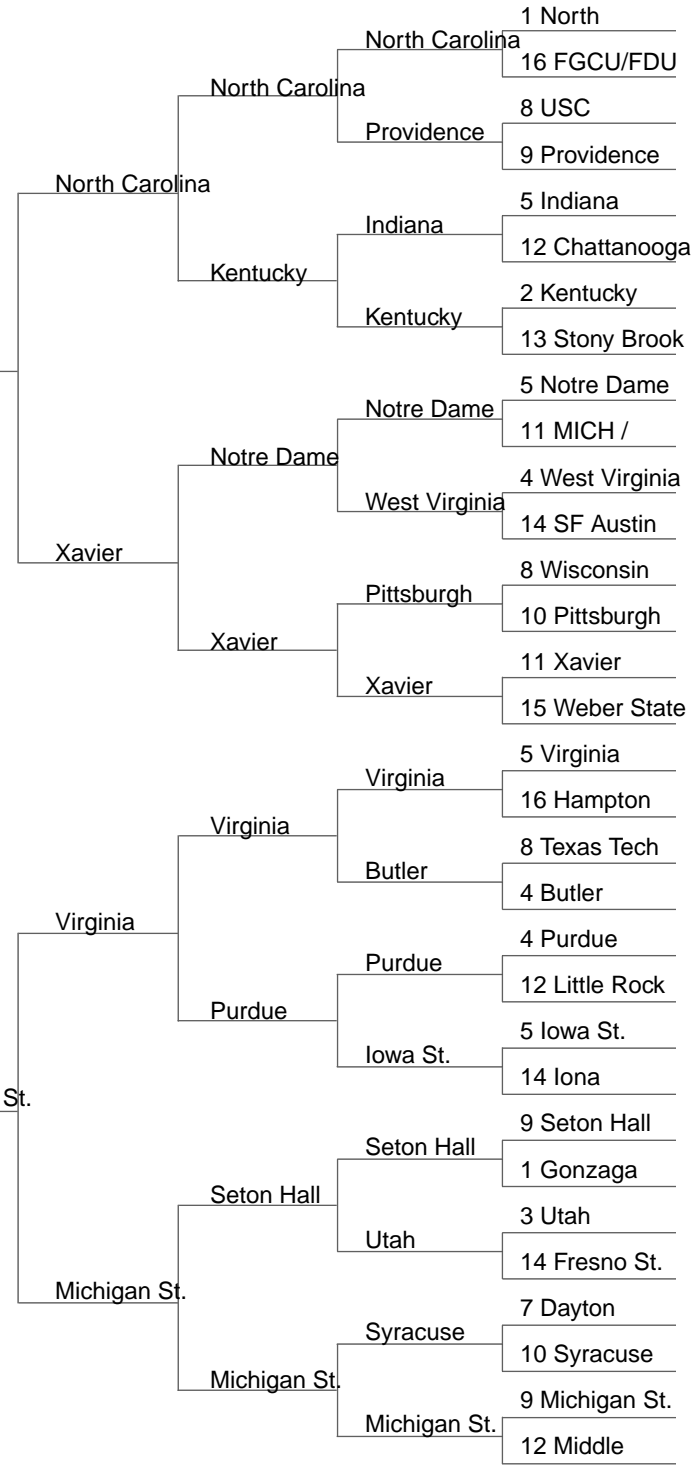 1 North
North Carolina
16 FGCU/FDU
North Carolina
8 USC
Providence
9 Providence
North Carolina
5 Indiana
Indiana
12 Chattanooga
Kentucky
2 Kentucky
Kentucky
13 Stony Brook
5 Notre Dame
Notre Dame
11 MICH /
Notre Dame
4 West Virginia
West Virginia
14 SF Austin
Xavier
8 Wisconsin
Pittsburgh
10 Pittsburgh
Xavier
11 Xavier
Xavier
15 Weber State
5 Virginia
Virginia
16 Hampton
Virginia
8 Texas Tech
Butler
4 Butler
Virginia
4 Purdue
Purdue
12 Little Rock
Purdue
5 Iowa St.
Iowa St.
14 Iona
St.
9 Seton Hall
Seton Hall
1 Gonzaga
Seton Hall
3 Utah
Utah
14 Fresno St.
Michigan St.
7 Dayton
Syracuse
10 Syracuse
Michigan St.
9 Michigan St.
Michigan St.
12 Middle